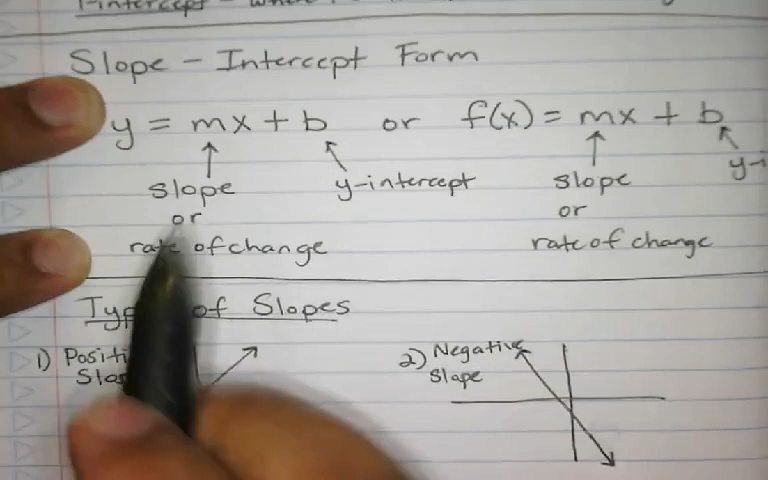 Slope - Intercept Form
y = mx + b or f(x) = mx + b
slope y-intercept slope y-i
or or
rate of change rate of change
of Slopes
1) Positi 2) Negative
Slope